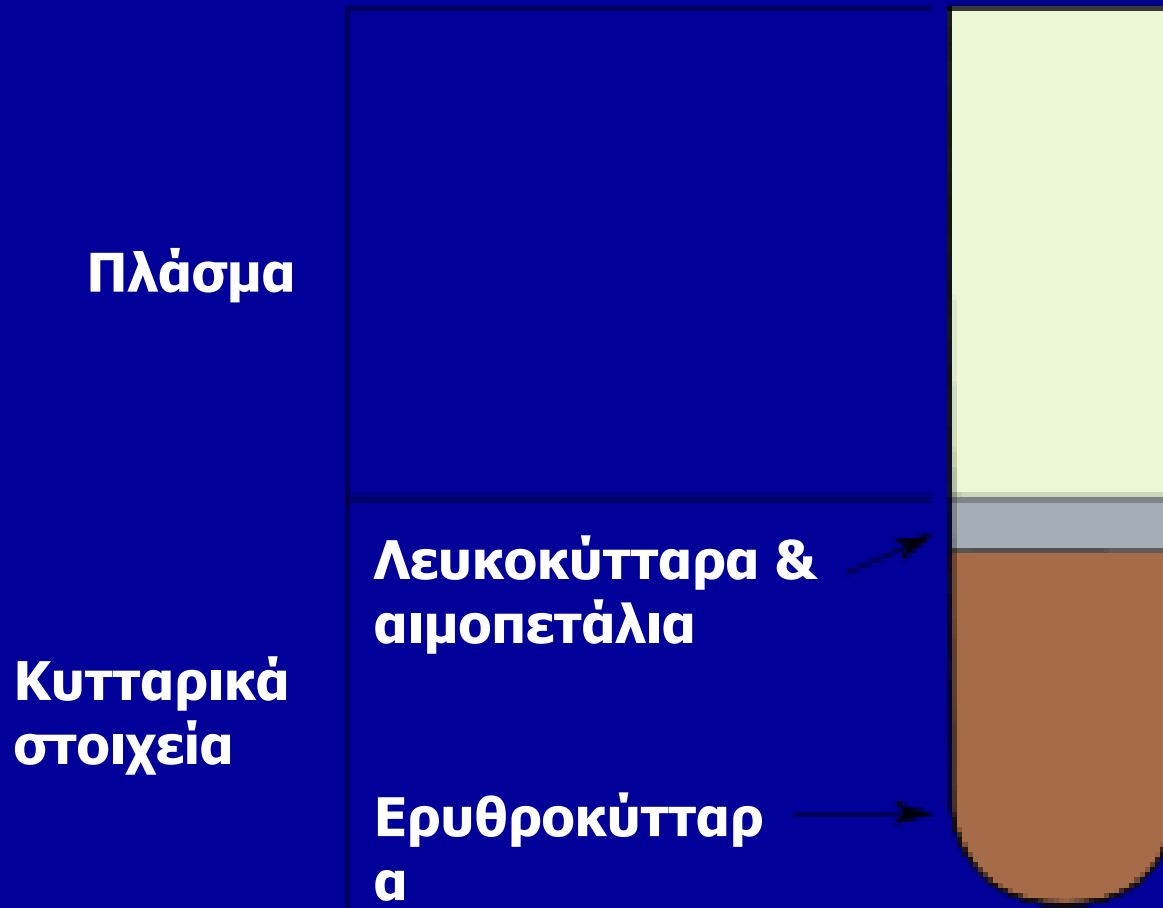 Πλάσμα
Λευκοκύτταρα &
αιμοπετάλια
Κυτταρικά
στοιχεία
Ερυθροκύτταρ
α